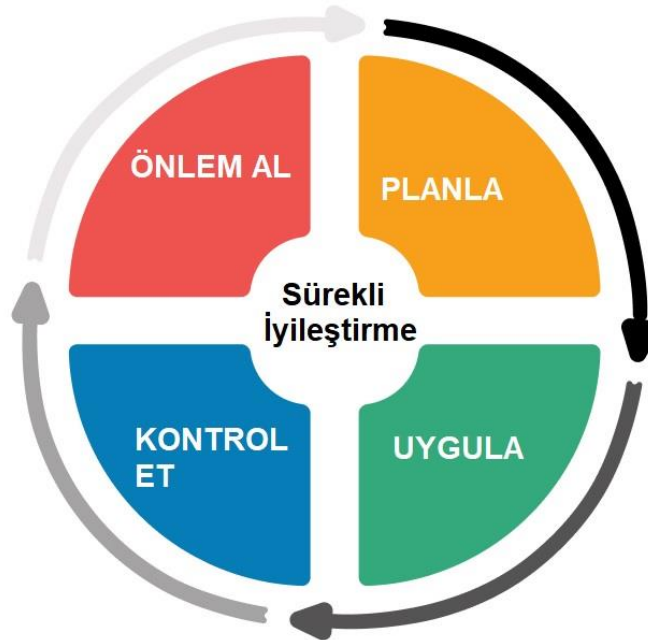 ÖNLEM AL
PLANLA
Sürekli
İyileştirme
KONTROL
ET
UYGULA